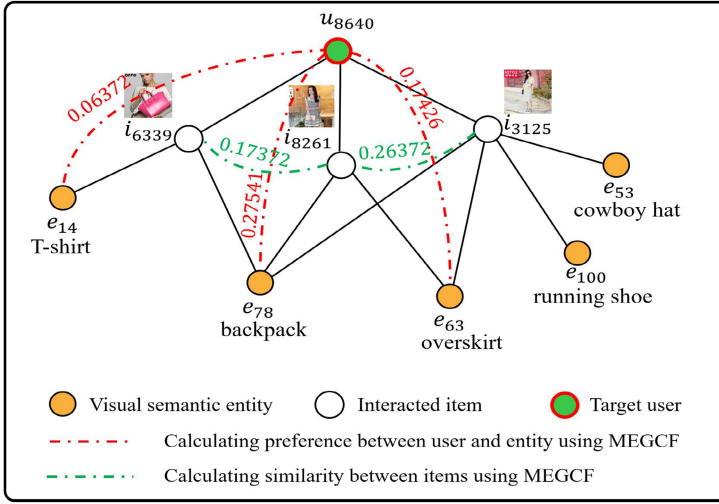 u8640
0.06372
0.17426
i6339
i8261
i3125
0.17372
0.26372
0.27541
e14
T-shirt
e53
cowboy hat
e78
backpack
e63
overskirt
e100
running shoe
Visual semantic entity
Interacted item
Target user
Calculating preference between user and entity using MEGCF
Calculating similarity between items using MEGCF